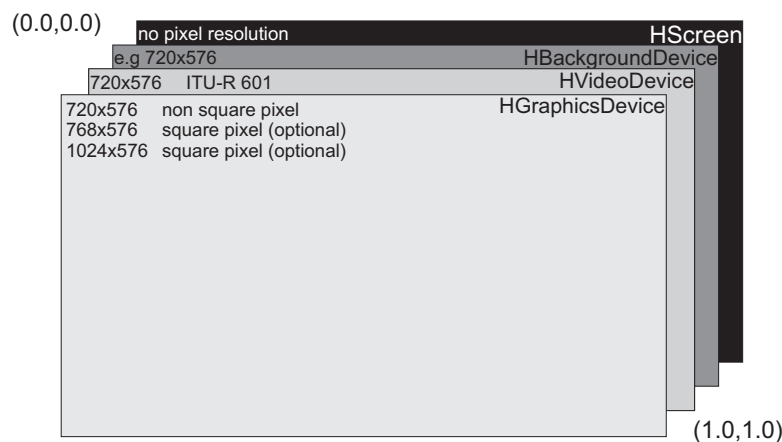 (0.0,0.0)
no pixel resolution HScreen
e.g 720x576 HBackgroundDevice
720x576 ITU-R 601 HVideoDevice
720x576 non square pixel HGraphicsDevice
768x576 square pixel (optional)
1024x576 square pixel (optional)
(1.0,1.0)